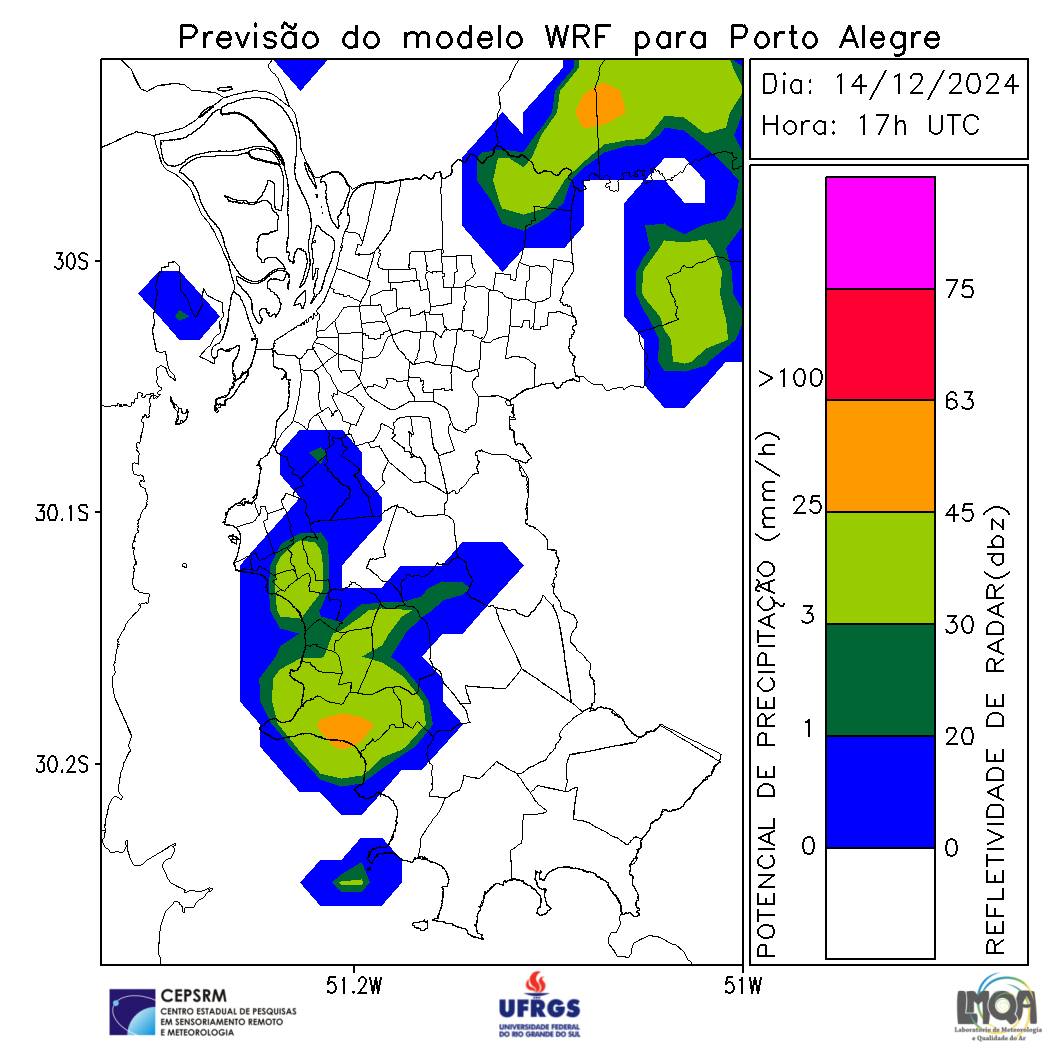 Previsão do modelo WRF para Porto Alegre
Dia: 14/12/2024
Hora: 17h UTC
30S
30.1S
30.2S
51.2W
51W
POTENCIAL DE PRECIPITAÇÃO (mm/h)
>100
25
3
1
0
75
63
45
30
20
0
REFLETIVIDADE DE RADAR(dbz)
CEPSRM
CENTRO ESTADUAL DE PESQUISAS
EM SENSORIAMENTO REMOTO
E METEOROLOGIA
UFRGS
UNIVERSIDADE FEDERAL
DO RIO GRANDE DO SUL
LMQA
Laboratório de Meteorologia
e Qualidade do Ar